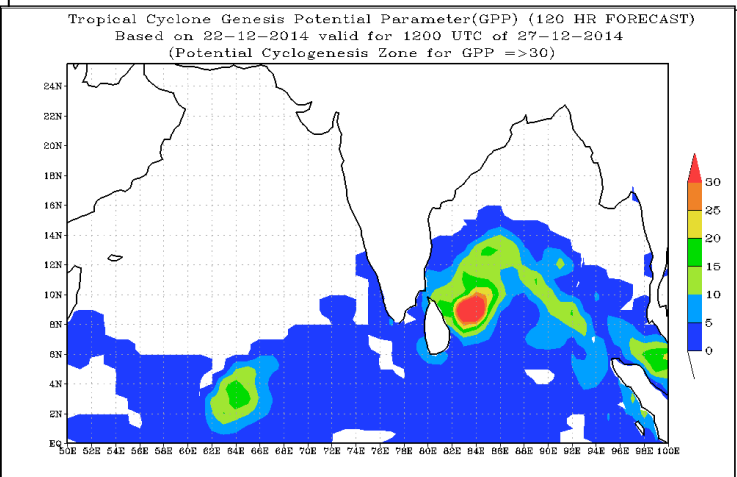 Tropical Cyclone Genesis Potential Parameter(GPP) (120 HR FORECAST)
Based on 22-12-2014 valid for 1200 UTC of 27-12-2014
(Potential Cyclogenesis Zone for GPP =>30)
24N
22N
20N
18N
16N
14N
12N
10N
8N
6N
4N
2N
EQ
50E 52E 54E 56E 58E 60E 62E 64E 66E 68E 70E 72E 74E 76E 78E 80E 82E 84E 86E 88E 90E 92E 94E 96E 98E 100E
30
25
20
15
10
5
0